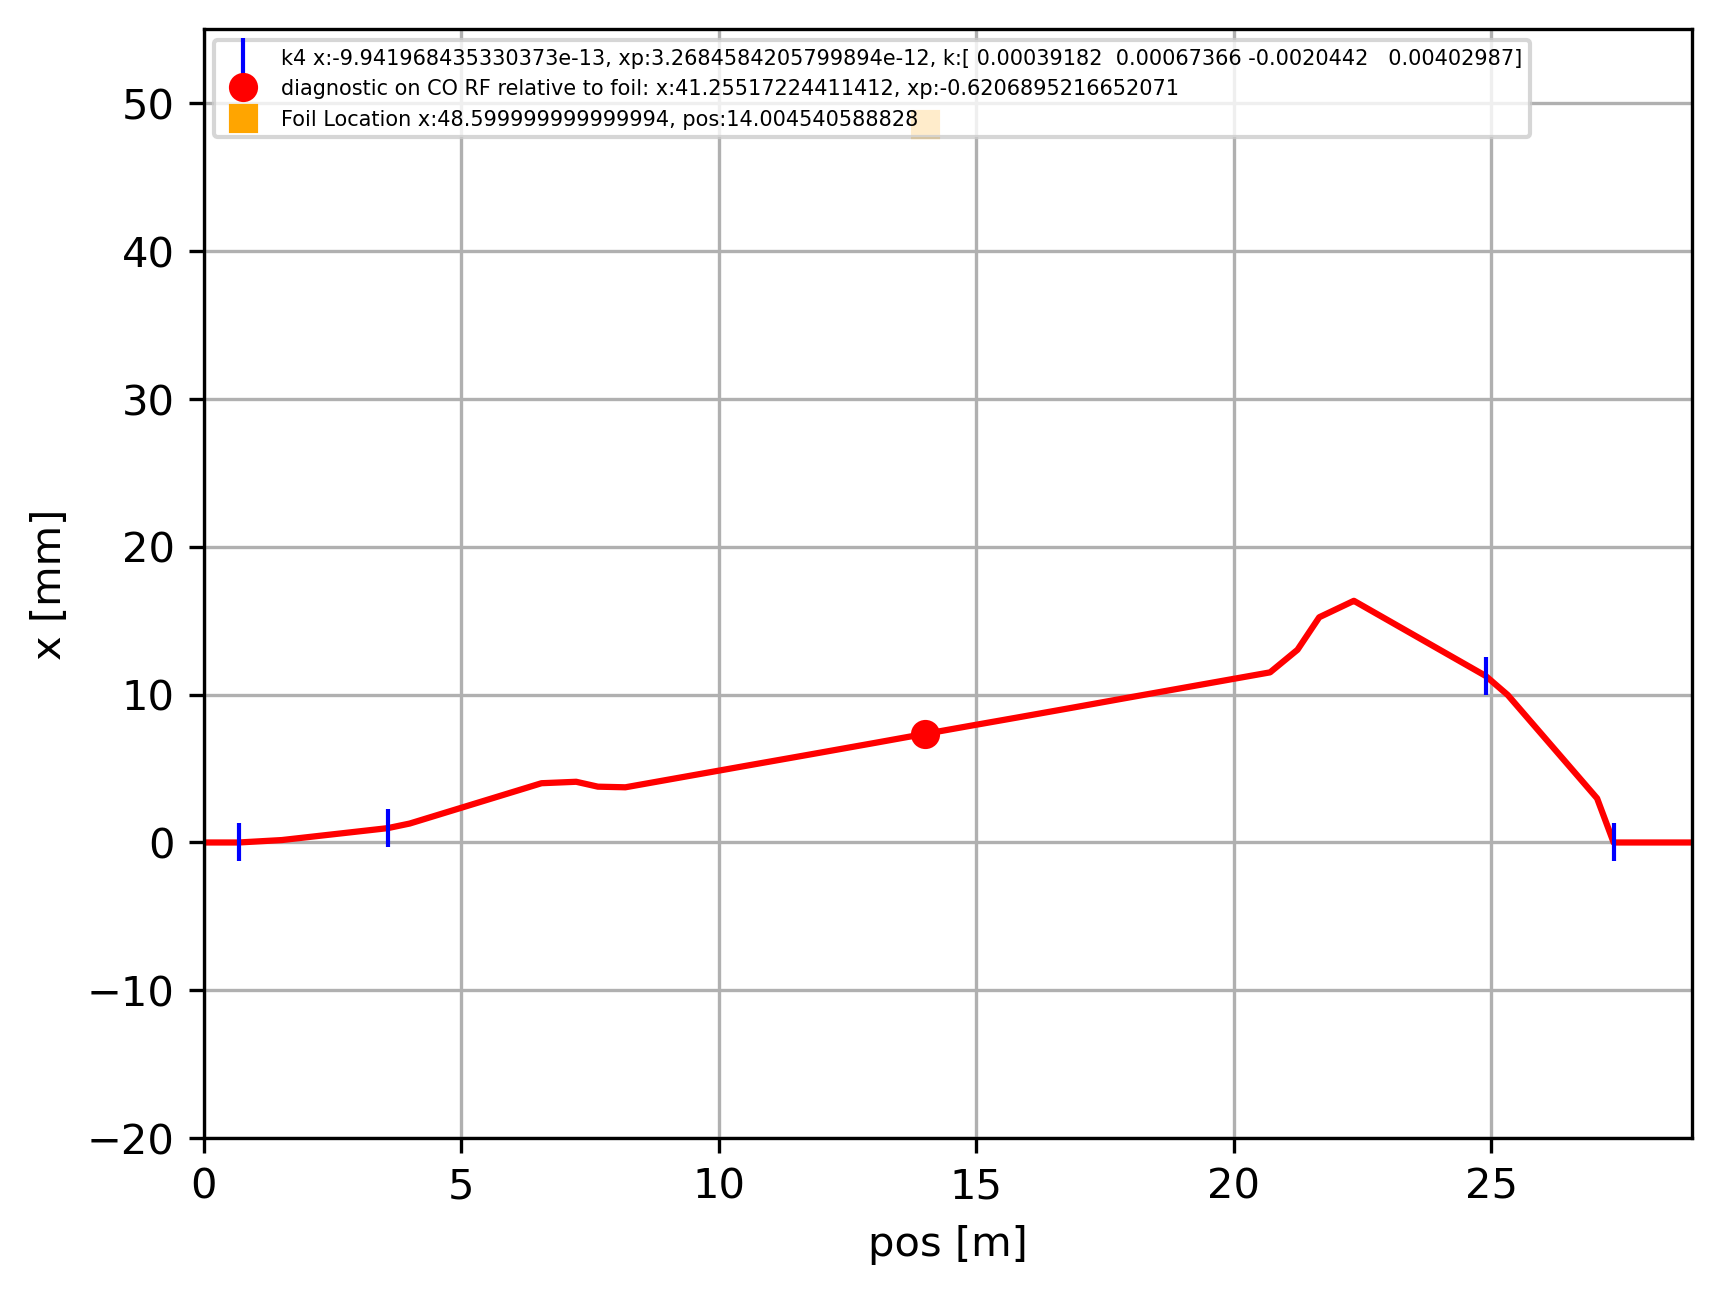 k4 x:-9.941968435330373e-13, xp:3.2684584205799894e-12, k:[ 0.00039182  0.00067366 -0.0020442   0.00402987]
diagnostic on CO RF relative to foil: x:41.25517224411412, xp:-0.6206895216652071
Foil Location x:48.599999999999994, pos:14.004540588828
50
40
30
20
10
0
−10
−20
x [mm]
0 5 10 15 20 25
pos [m]